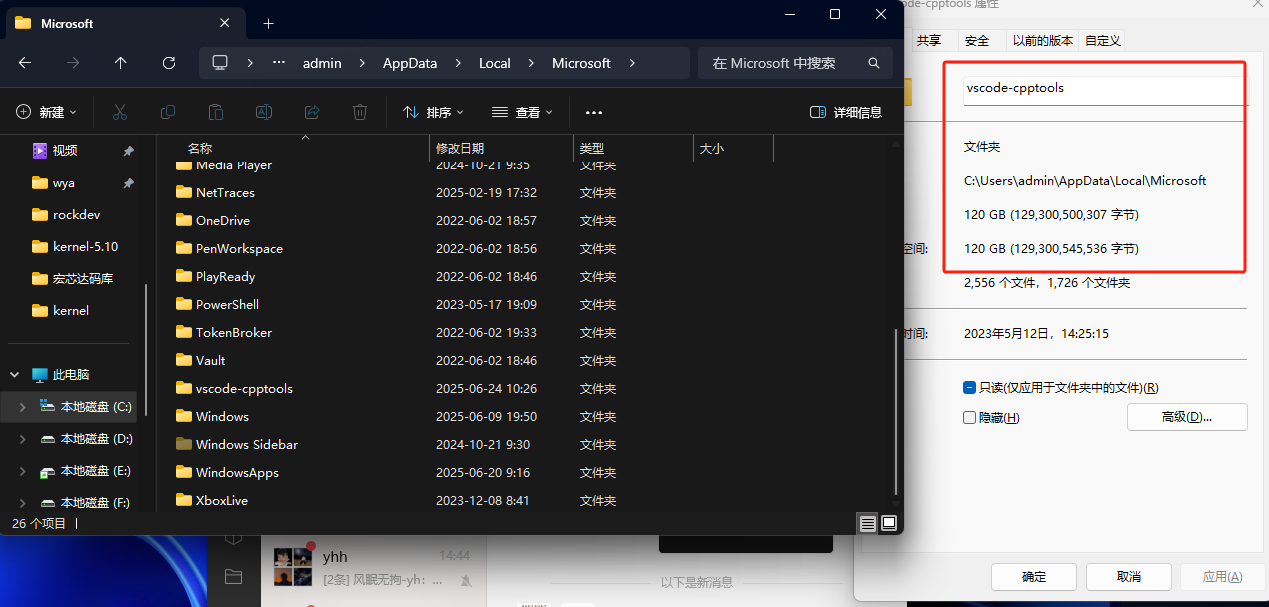 Microsoft
de-cpptools 属性
admin
AppData
Local
Microsoft
在 Microsoft 中搜索
新建
排序
查看
详细信息
共享
安全
以前的版本
自定义
视频
wya
rockdev
kernel-5.10
宏芯达码库
kernel
此电脑
本地磁盘 (C:)
本地磁盘 (D:)
本地磁盘 (E:)
本地磁盘 (F:)
名称 修改日期 类型 大小
Media Player 2024-10-21 9:35 文件夹
NetTraces 2025-02-19 17:32 文件夹
OneDrive 2022-06-02 18:57 文件夹
PenWorkspace 2022-06-02 18:56 文件夹
PlayReady 2022-06-02 18:46 文件夹
PowerShell 2023-05-17 19:09 文件夹
TokenBroker 2022-06-02 19:33 文件夹
Vault 2022-06-02 18:46 文件夹
vscode-cpptools 2025-06-24 10:26 文件夹
Windows 2025-06-09 19:50 文件夹
Windows Sidebar 2024-10-21 9:30 文件夹
WindowsApps 2025-06-20 9:16 文件夹
XboxLive 2023-12-08 8:41 文件夹
26 个项目
vscode-cpptools
文件夹
C:\Users\admin\AppData\Local\Microsoft
120 GB (129,300,500,307 字节)
空间: 120 GB (129,300,545,536 字节)
2,556 个文件，1,726 个文件夹
时间: 2023年5月12日，14:25:15
只读(仅应用于文件夹中的文件)(R)
隐藏(H)
高级(D)...
确定
取消
应用(A)
yhh 14:44
[2条] 风眠无拘-yh: ...
以下是新消息